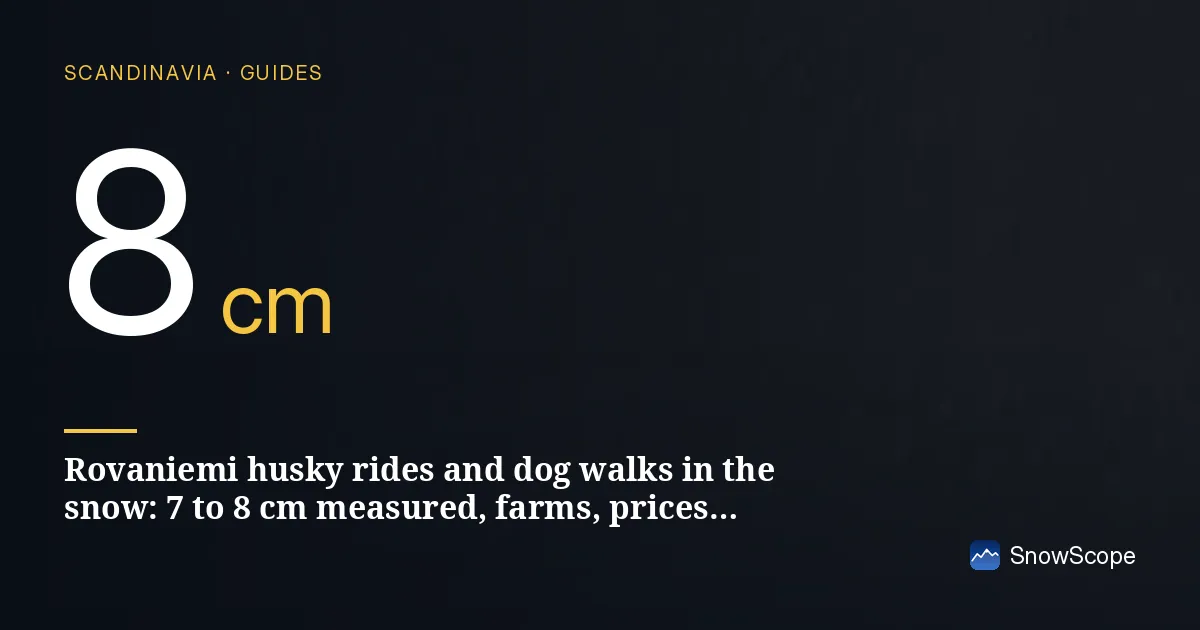 SCANDINAVIA · GUIDES
8 cm
Rovaniemi husky rides and dog walks in the
snow: 7 to 8 cm measured, farms, prices...
SnowScope